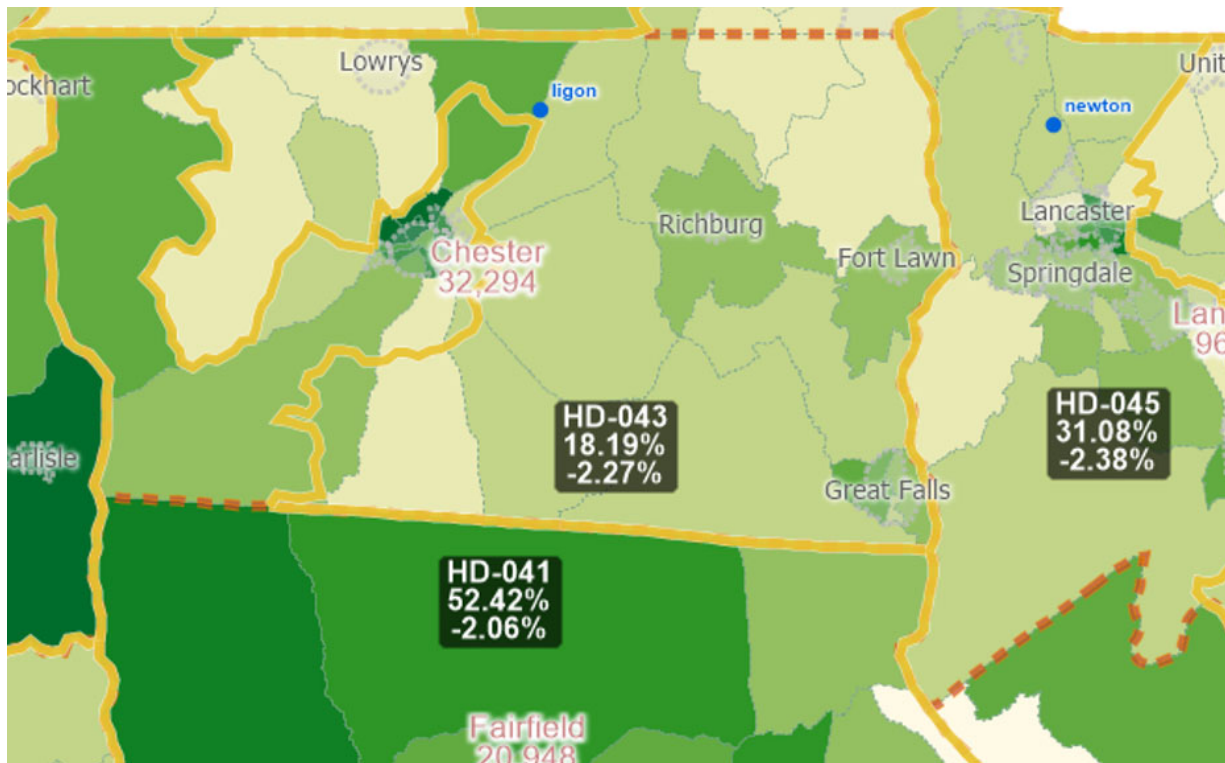 Lowrys
ockhart
Unit
ligon
newton
Lancaster
Richburg
Chester
32,294
Fort Lawn
Springdale
Lan
96
HD-043
18.19%
-2.27%
HD-045
31.08%
-2.38%
arlisle
Great Falls
HD-041
52.42%
-2.06%
Fairfield
20,948